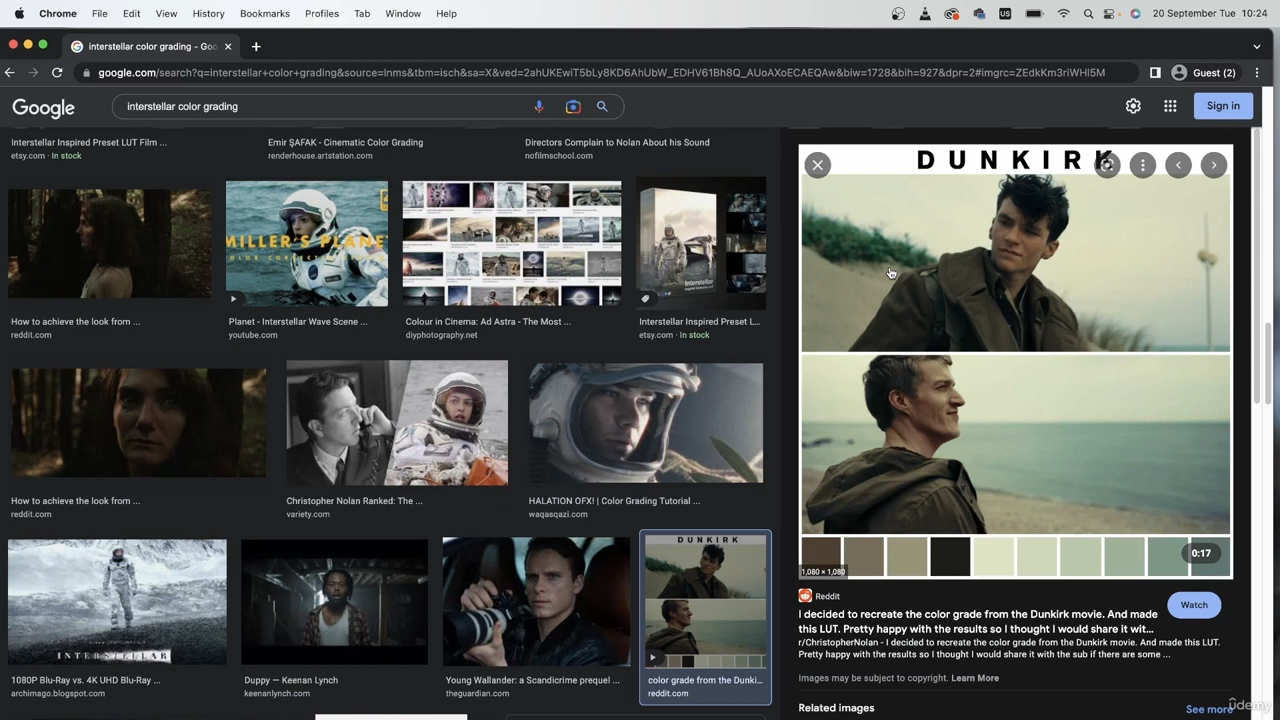 Chrome File Edit View History Bookmarks Profiles Tab Window Help
US 20 September Tue 10:24
interstellar color grading - Goo
google.com/search?q=interstellar+color+grading&source=lnms&tbm=isch&sa=X&ved=2ahUKEwiT5bLy8KD6AhUbW_EDHV61Bh8Q_AUoAXoECAEQAw&biw=1728&bih=927&dpr=2#imgrc=ZEdkKm3riWHI5M
Guest (2)
Google
interstellar color grading
Sign in
Interstellar Inspired Preset LUT Film ...
etsy.com · In stock
Emir ŞAFAK - Cinematic Color Grading
renderhouse.artstation.com
Directors Complain to Nolan About his Sound
nofilmschool.com
MILLER'S PLANE
COLOR CORRECTION
Interstellar
How to achieve the look from ...
reddit.com
Planet - Interstellar Wave Scene ...
youtube.com
Colour in Cinema: Ad Astra - The Most ...
diyphotography.net
Interstellar Inspired Preset L...
etsy.com · In stock
How to achieve the look from ...
reddit.com
Christopher Nolan Ranked: The ...
variety.com
HALATION OFX! | Color Grading Tutorial ...
waqasqazi.com
INTERSTELLAR
DUNKIRK
1080P Blu-Ray vs. 4K UHD Blu-Ray ...
archimago.blogspot.com
Duppy — Keenan Lynch
keenanlynch.com
Young Wallander: a Scandicrime prequel ...
theguardian.com
color grade from the Dunki...
reddit.com
DUNKIRK
0:17
1,080 × 1,080
Reddit
I decided to recreate the color grade from the Dunkirk movie. And made
this LUT. Pretty happy with the results so I thought I would share it wit...
Watch
r/ChristopherNolan - I decided to recreate the color grade from the Dunkirk movie. And made this LUT.
Pretty happy with the results so I thought I would share it with the sub if there are some ...
Images may be subject to copyright. Learn More
Related images
See more
ûdemy